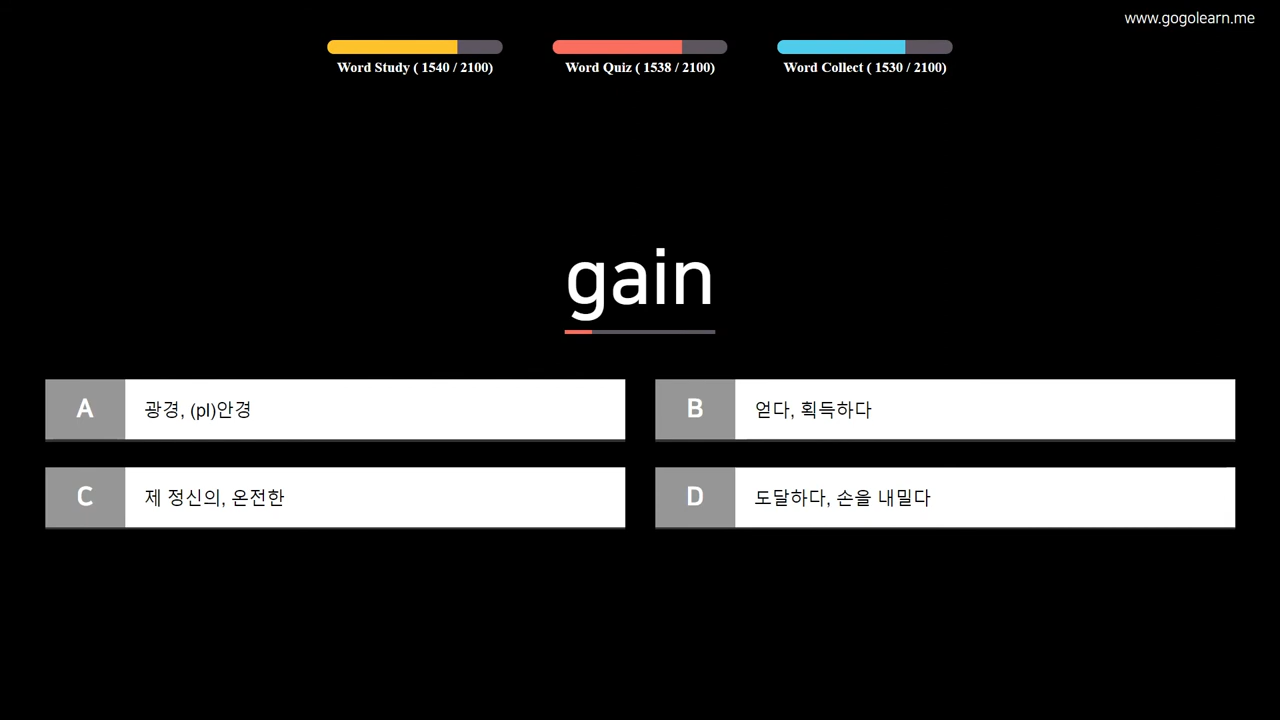 www.gogolearn.me
Word Study ( 1540 / 2100)
Word Quiz ( 1538 / 2100)
Word Collect ( 1530 / 2100)
gain
A 광경, (pl)안경
B 얻다, 획득하다
C 제 정신의, 온전한
D 도달하다, 손을 내밀다